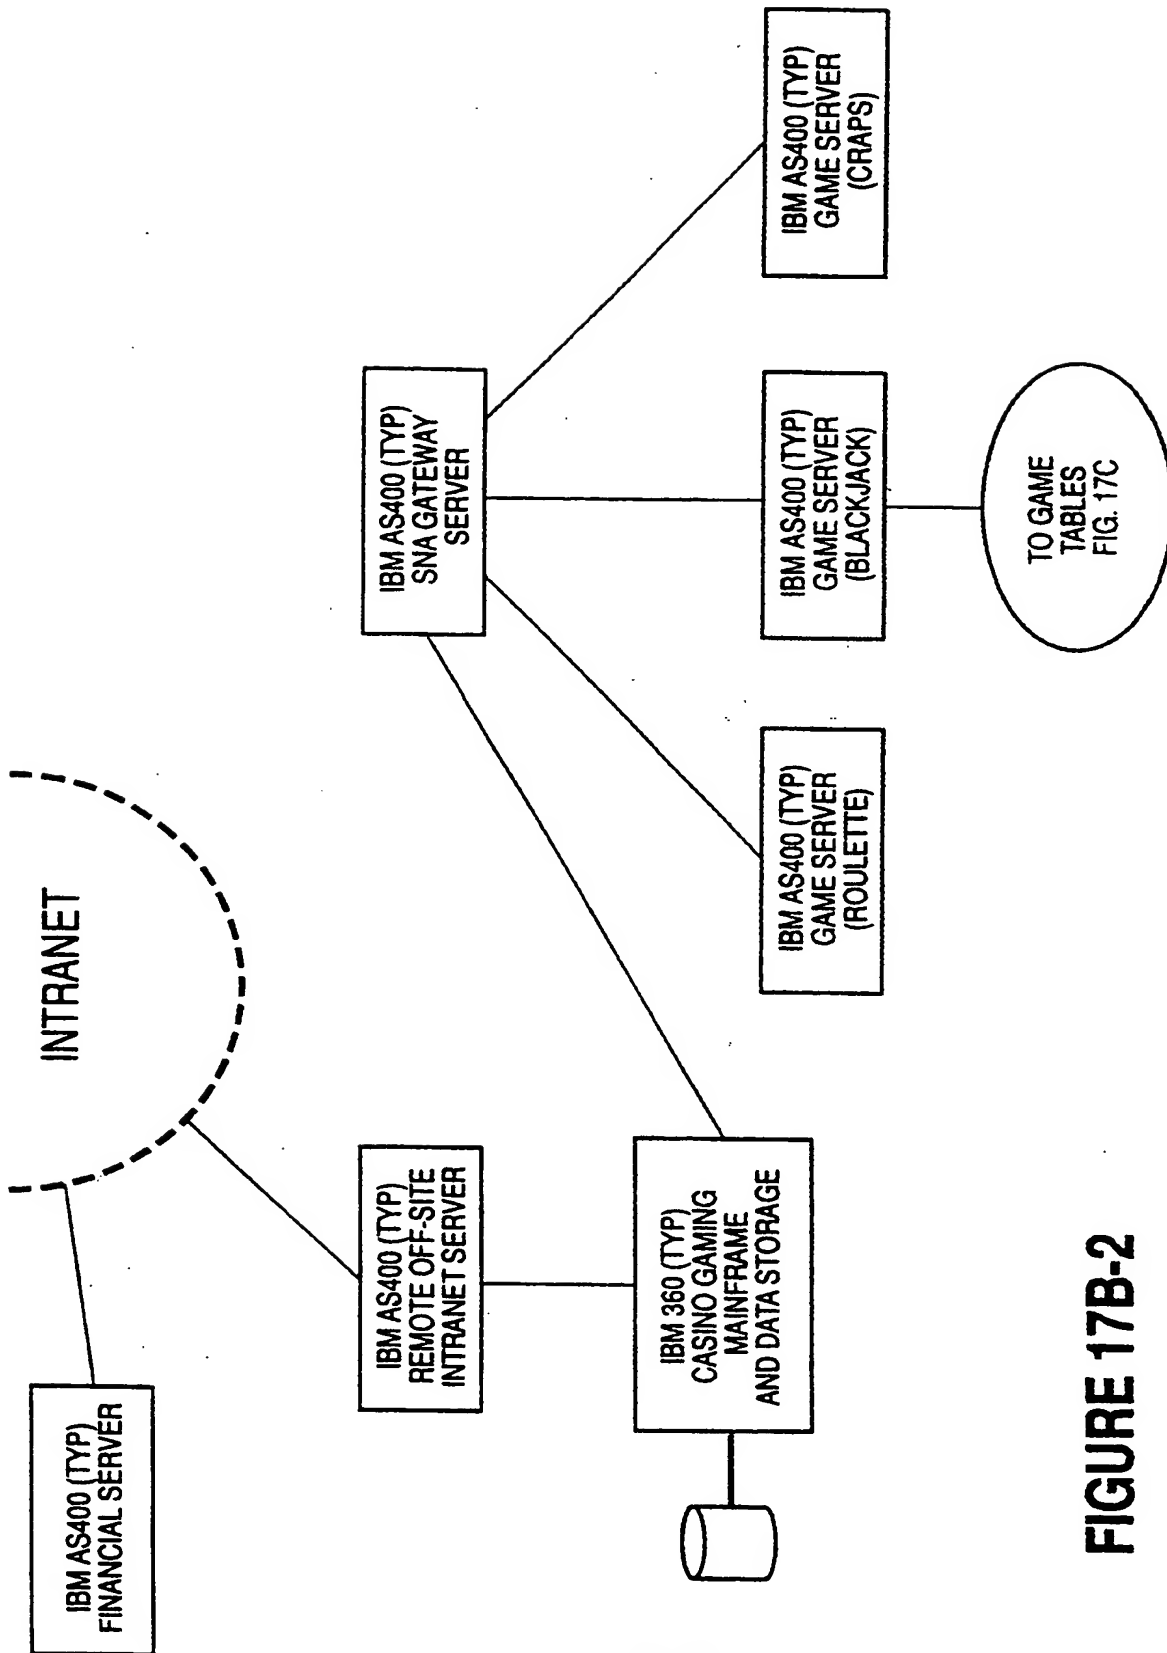 INTRANET
IBM AS400 (TYP)
FINANCIAL SERVER
IBM AS400 (TYP)
REMOTE OFF-SITE
INTRANET SERVER
IBM AS400 (TYP)
SNA GATEWAY
SERVER
IBM 360 (TYP)
CASINO GAMING
MAINFRAME
AND DATA STORAGE
IBM AS400 (TYP)
GAME SERVER
(ROULETTE)
IBM AS400 (TYP)
GAME SERVER
(BLACKJACK)
IBM AS400 (TYP)
GAME SERVER
(CRAPS)
TO GAME
TABLES
FIG. 17C
FIGURE 17B-2